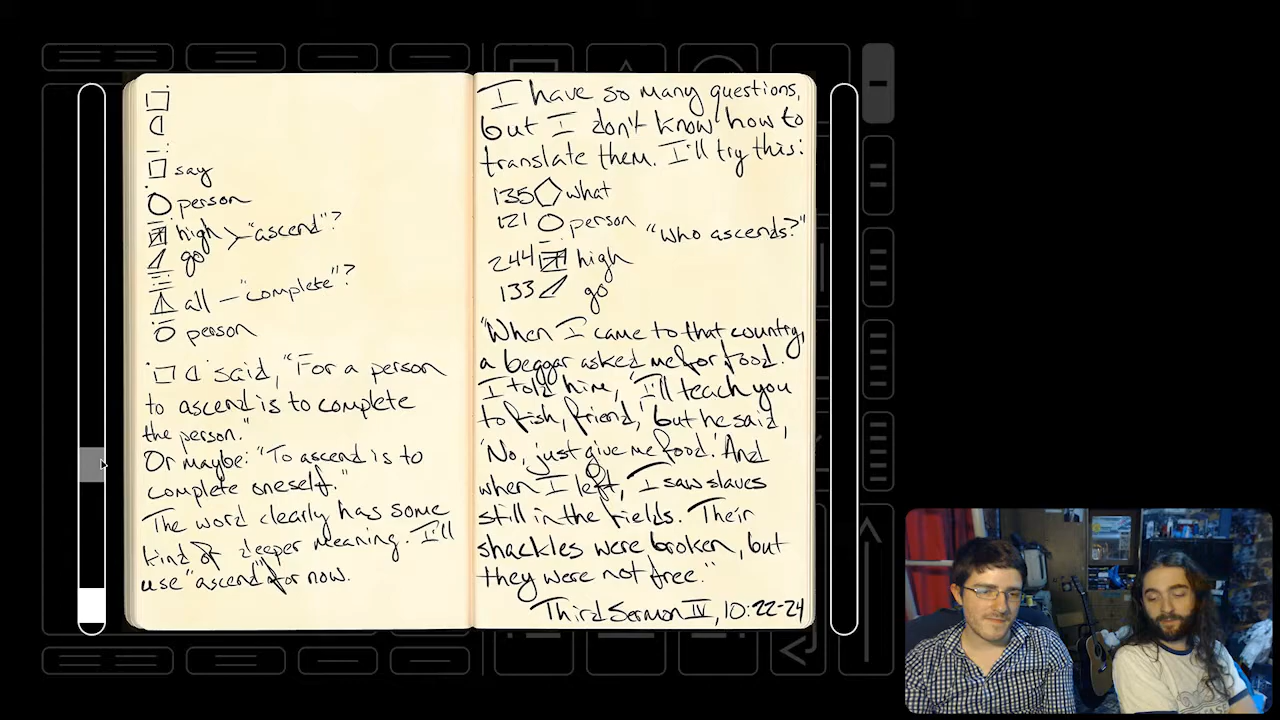 say
person
high
go
"ascend"?
all - "complete"?
person
said, "For a person
to ascend is to complete
the person."
Or maybe: "To ascend is to
complete oneself."
The word clearly has some
kind of deeper meaning. I'll
use "ascend" for now.
I have so many questions,
but I don't know how to
translate them. I'll try this:
135 what
121 person
244 high
133 go
"Who ascends?"
"When I came to that country,
a beggar asked me for food.
I told him, 'I'll teach you
to fish, friend,' but he said,
'No, just give me food.' And
when I left, I saw slaves
still in the fields. Their
shackles were broken, but
they were not free."
Third Sermon IV, 10:22-24